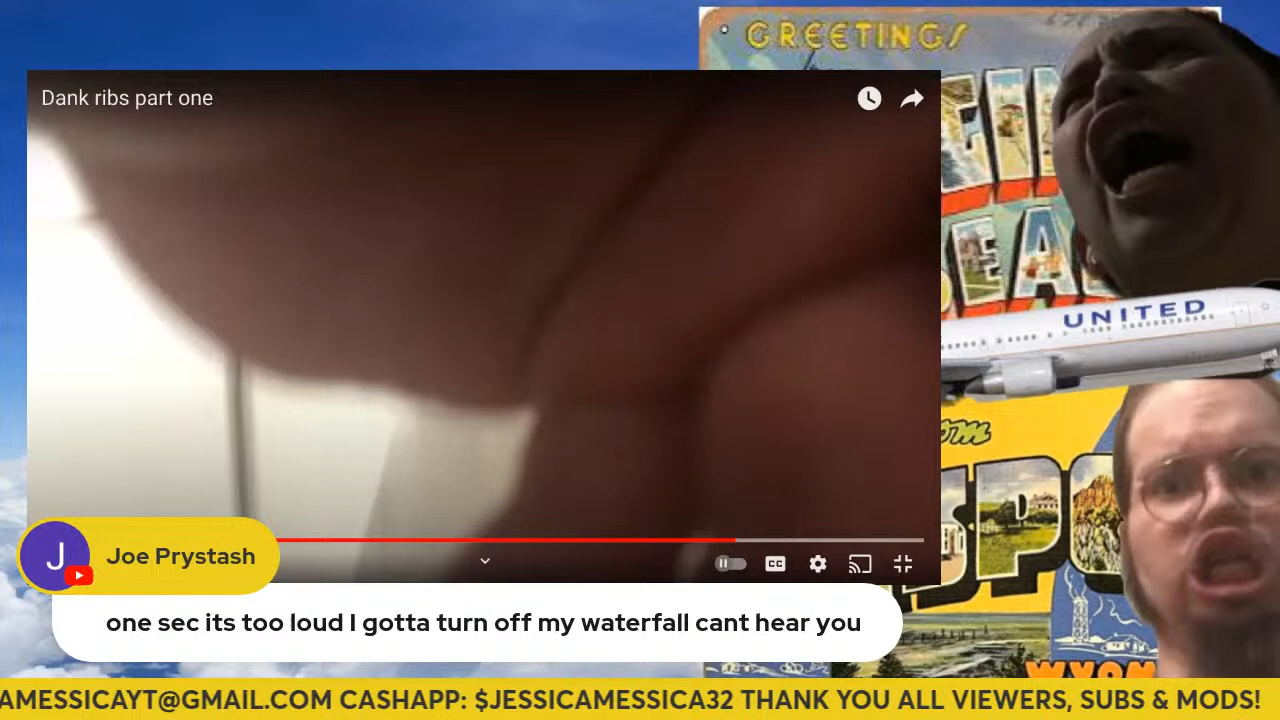 GREETINGS
Dank ribs part one
UNITED
CC
J
Joe Prystash
one sec its too loud I gotta turn off my waterfall cant hear you
AMESSICAYT@GMAIL.COM CASHAPP: $JESSICAMESSICA32 THANK YOU ALL VIEWERS, SUBS & MODS!